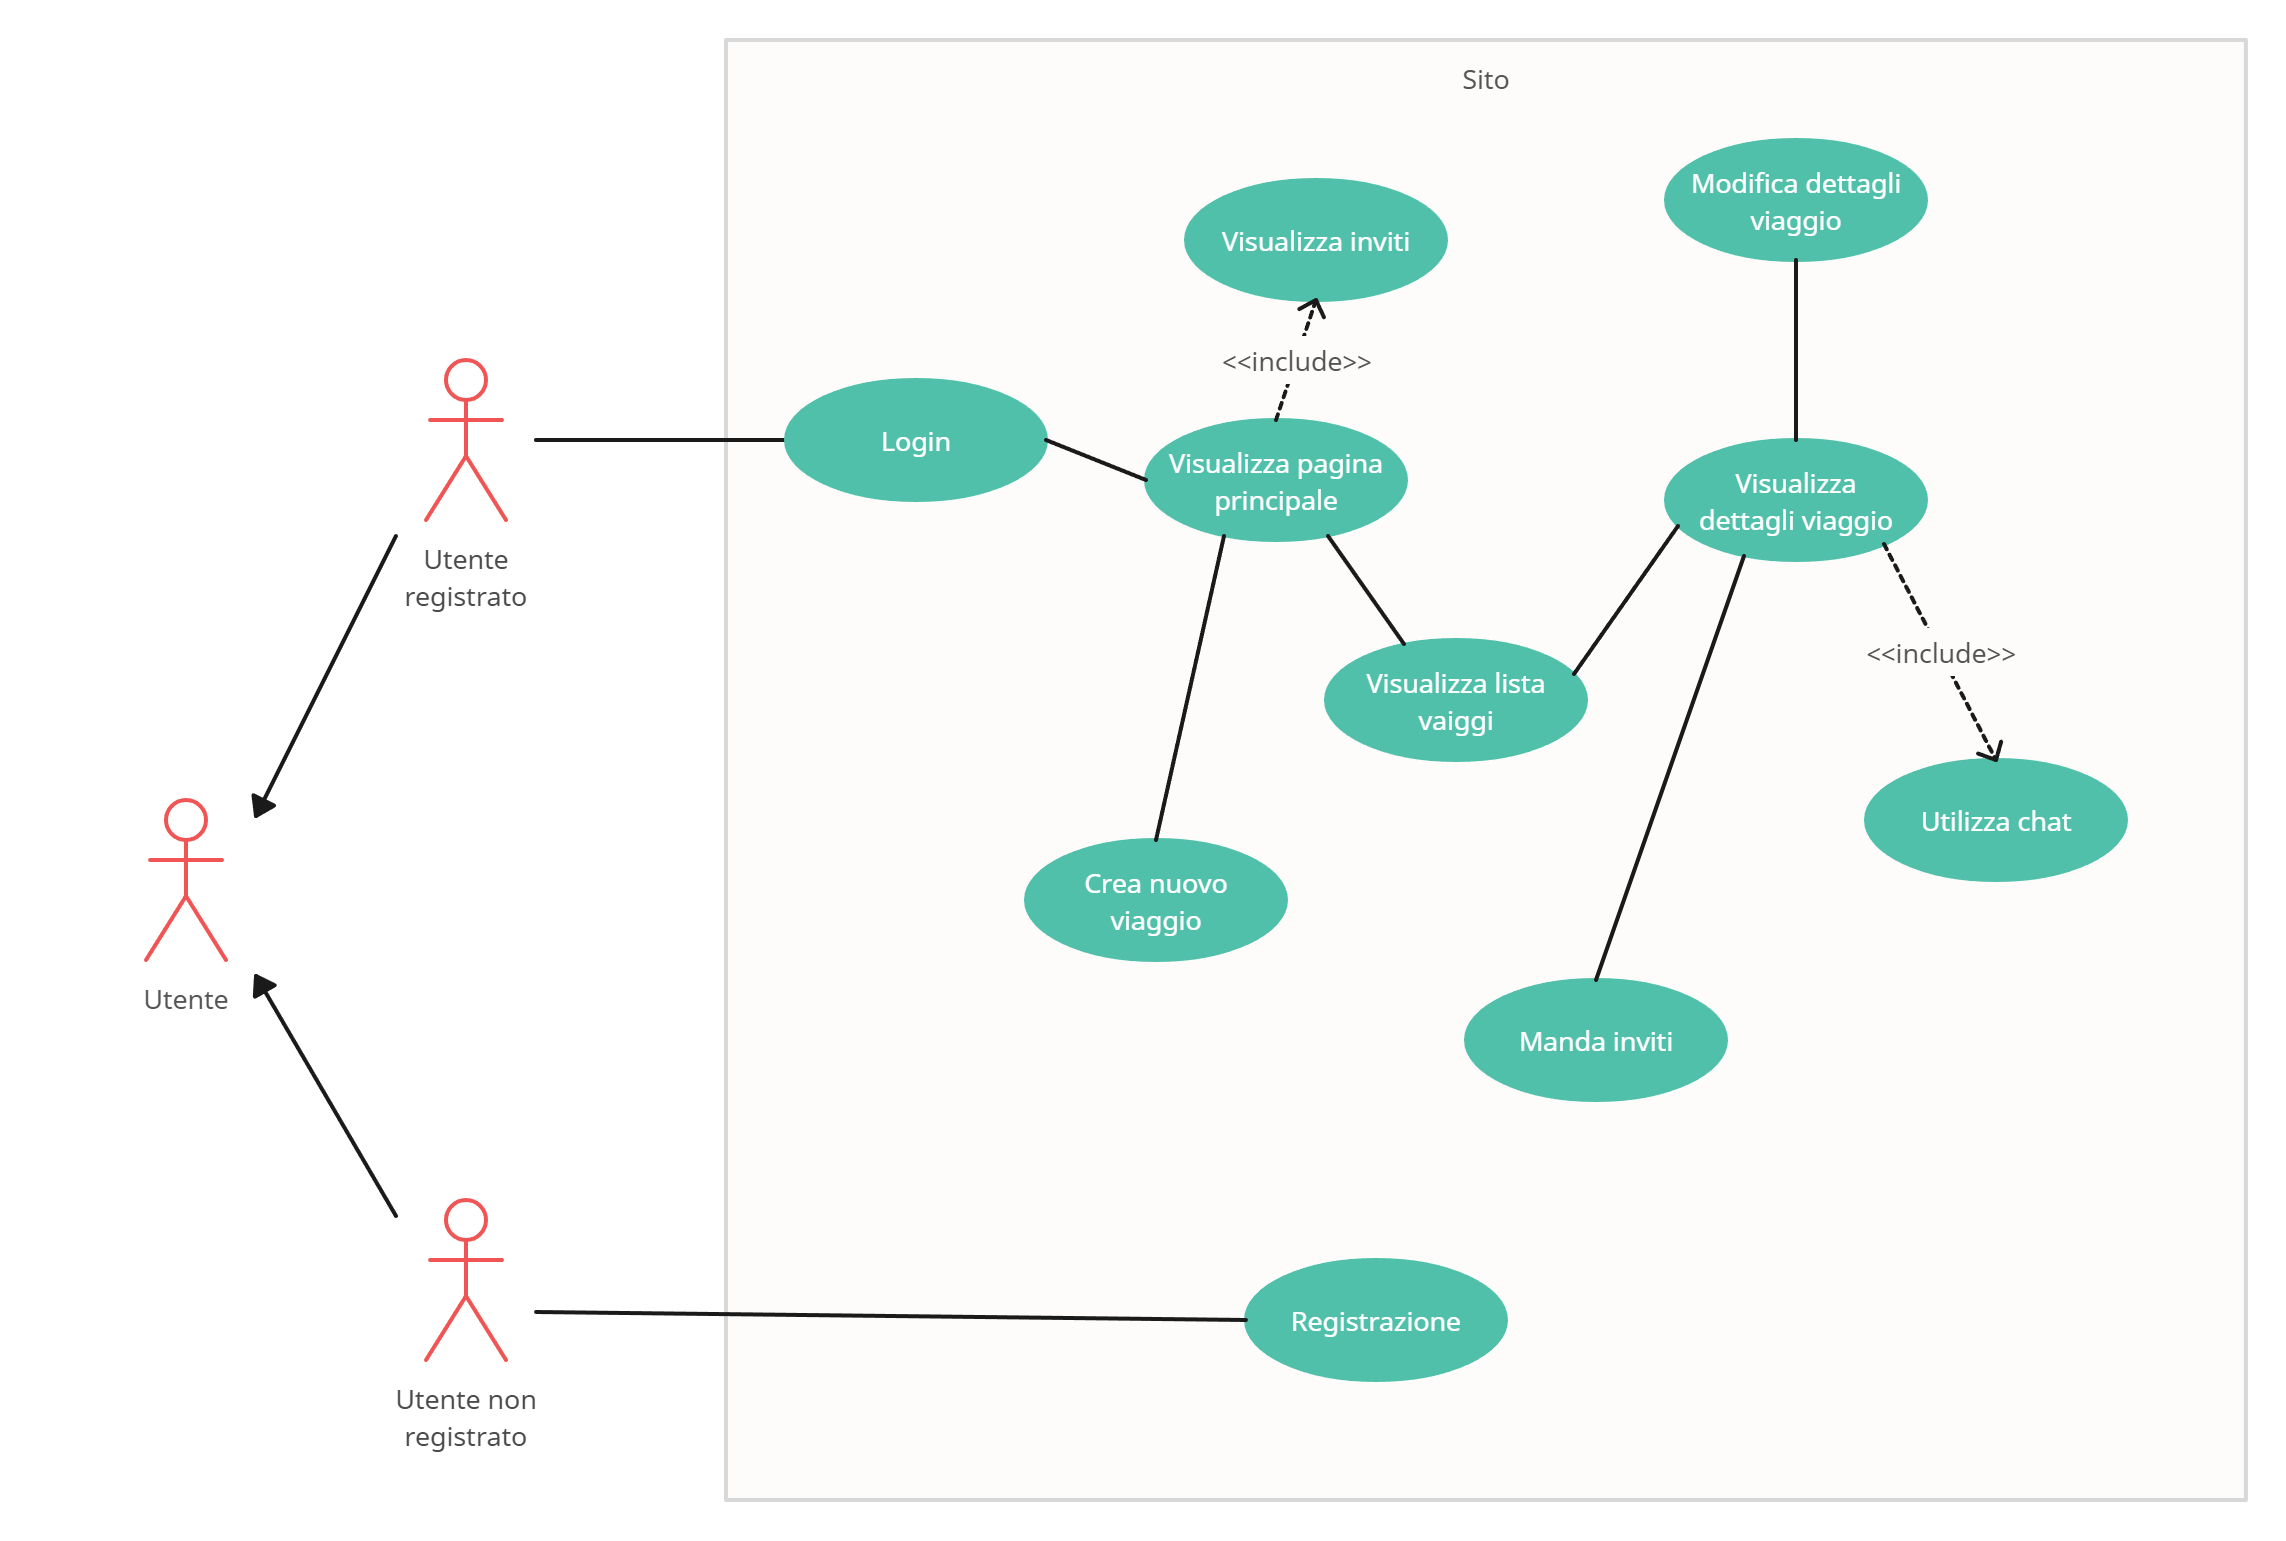 Sito
Modifica dettagli
viaggio
Visualizza inviti
<<include>>
Login
Visualizza pagina
principale
Visualizza
dettagli viaggio
Utente
registrato
<<include>>
Visualizza lista
vaiggi
Utilizza chat
Crea nuovo
viaggio
Utente
Manda inviti
Registrazione
Utente non
registrato